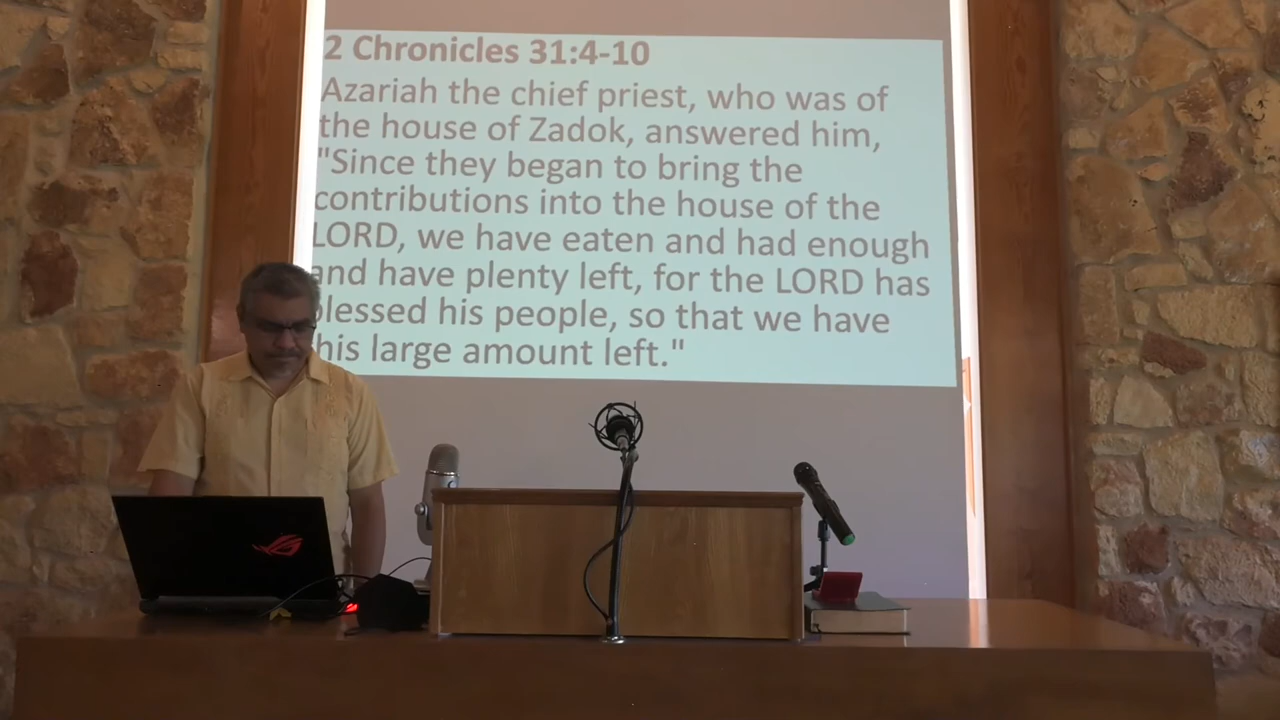 2 Chronicles 31:4-10
Azariah the chief priest, who was of
the house of Zadok, answered him,
"Since they began to bring the
contributions into the house of the
LORD, we have eaten and had enough
and have plenty left, for the LORD has
blessed his people, so that we have
this large amount left."